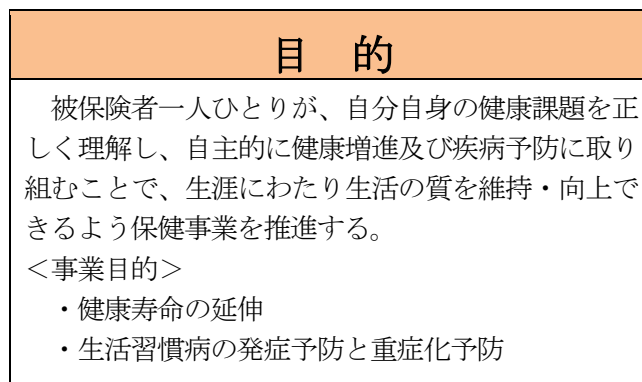 目　的
　被保険者一人ひとりが、自分自身の健康課題を正
しく理解し、自主的に健康増進及び疾病予防に取り
組むことで、生涯にわたり生活の質を維持・向上で
きるよう保健事業を推進する。
＜事業目的＞
　・健康寿命の延伸
　・生活習慣病の発症予防と重症化予防